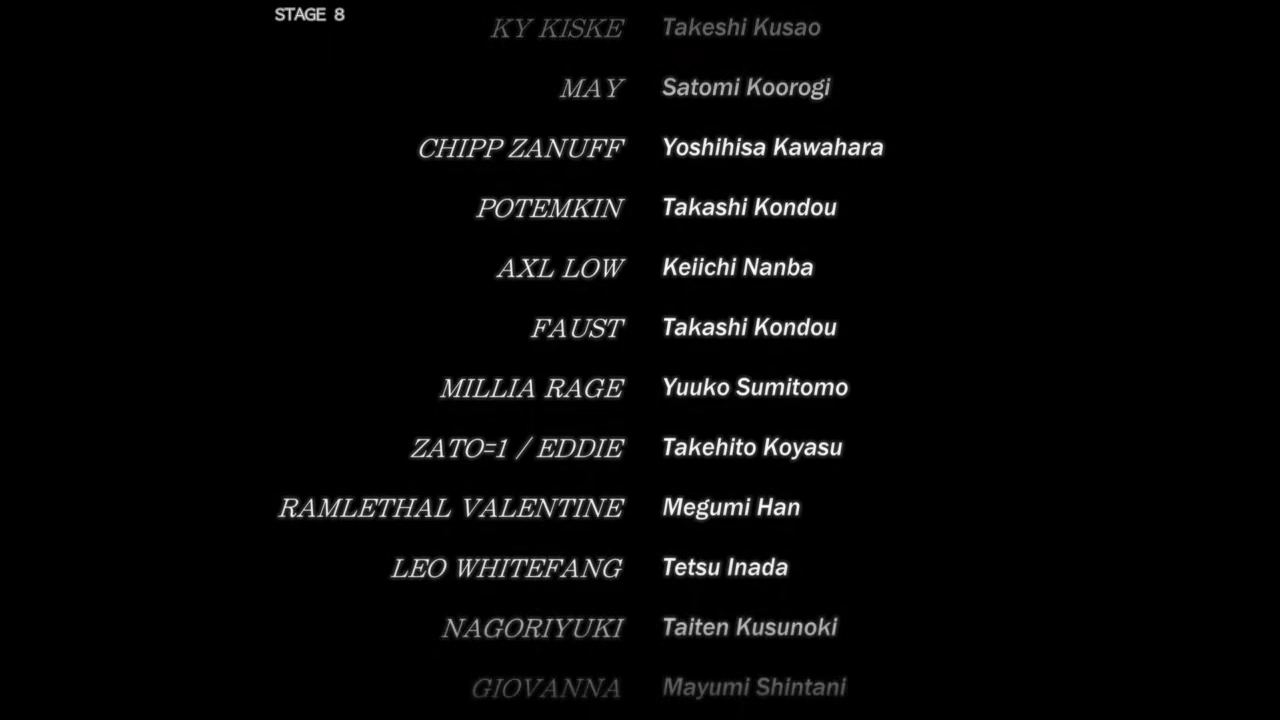 STAGE 8
KY KISKE Takeshi Kusao
MAY Satomi Koorogi
CHIPP ZANUFF Yoshihisa Kawahara
POTEMKIN Takashi Kondou
AXL LOW Keiichi Nanba
FAUST Takashi Kondou
MILLIA RAGE Yuuko Sumitomo
ZATO=1 / EDDIE Takehito Koyasu
RAMLETHAL VALENTINE Megumi Han
LEO WHITEFANG Tetsu Inada
NAGORIYUKI Taiten Kusunoki
GIOVANNA Mayumi Shintani